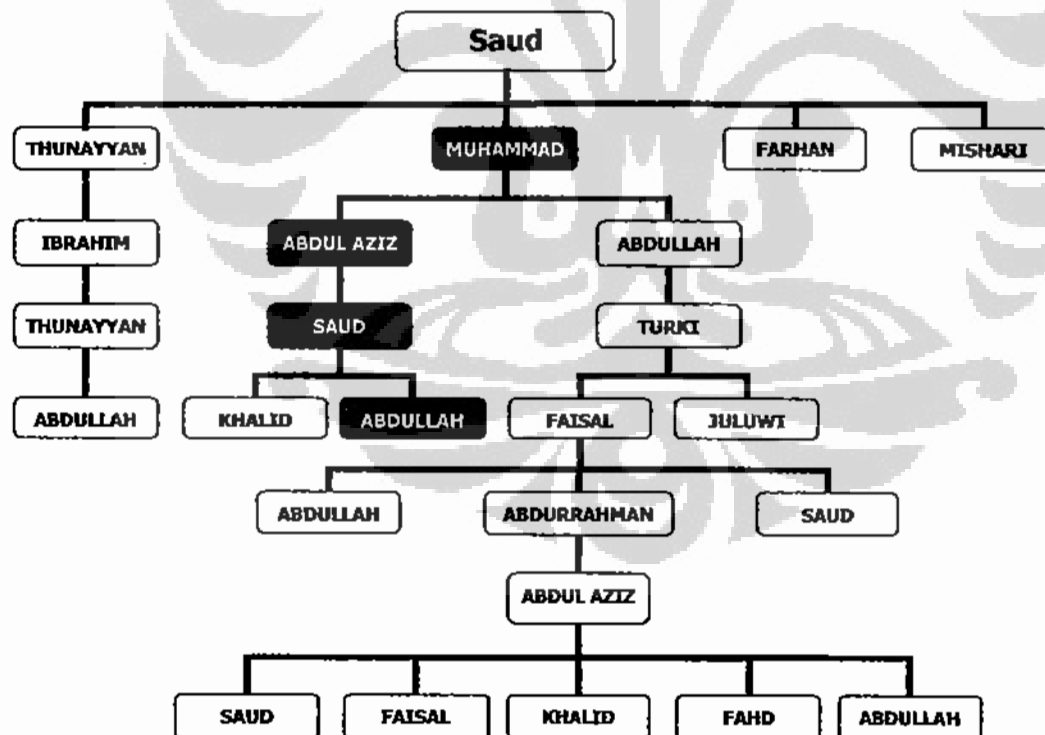 Saud
THUNAYYAN
MUHAMMAD
FARHAN
MISHARI
IBRAHIM
ABDUL AZIZ
ABDULLAH
THUNAYYAN
SAUD
TURKI
ABDULLAH
KHALID
ABDULLAH
FAISAL
JULUWI
ABDULLAH
ABDURRAHMAN
SAUD
ABDUL AZIZ
SAUD
FAISAL
KHALID
FAHD
ABDULLAH